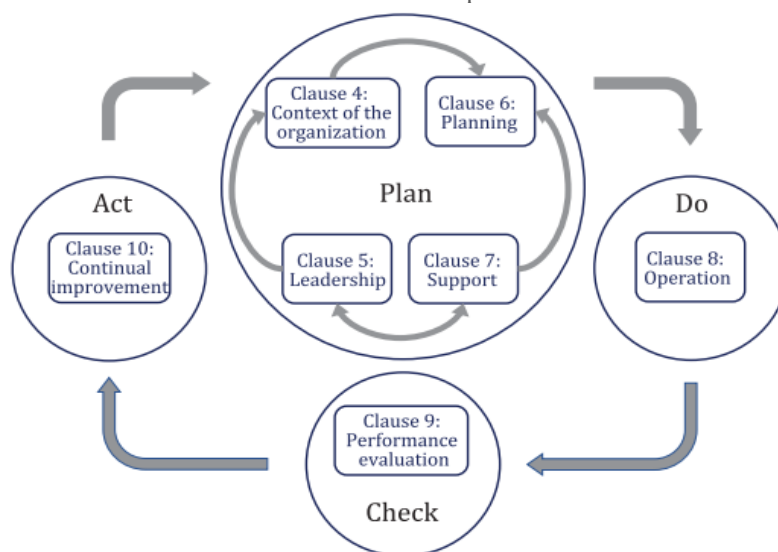 Clause 4:
Context of the
organization
Clause 6:
Planning
Plan
Clause 5:
Leadership
Clause 7:
Support
Act
Clause 10:
Continual
improvement
Do
Clause 8:
Operation
Clause 9:
Performance
evaluation
Check